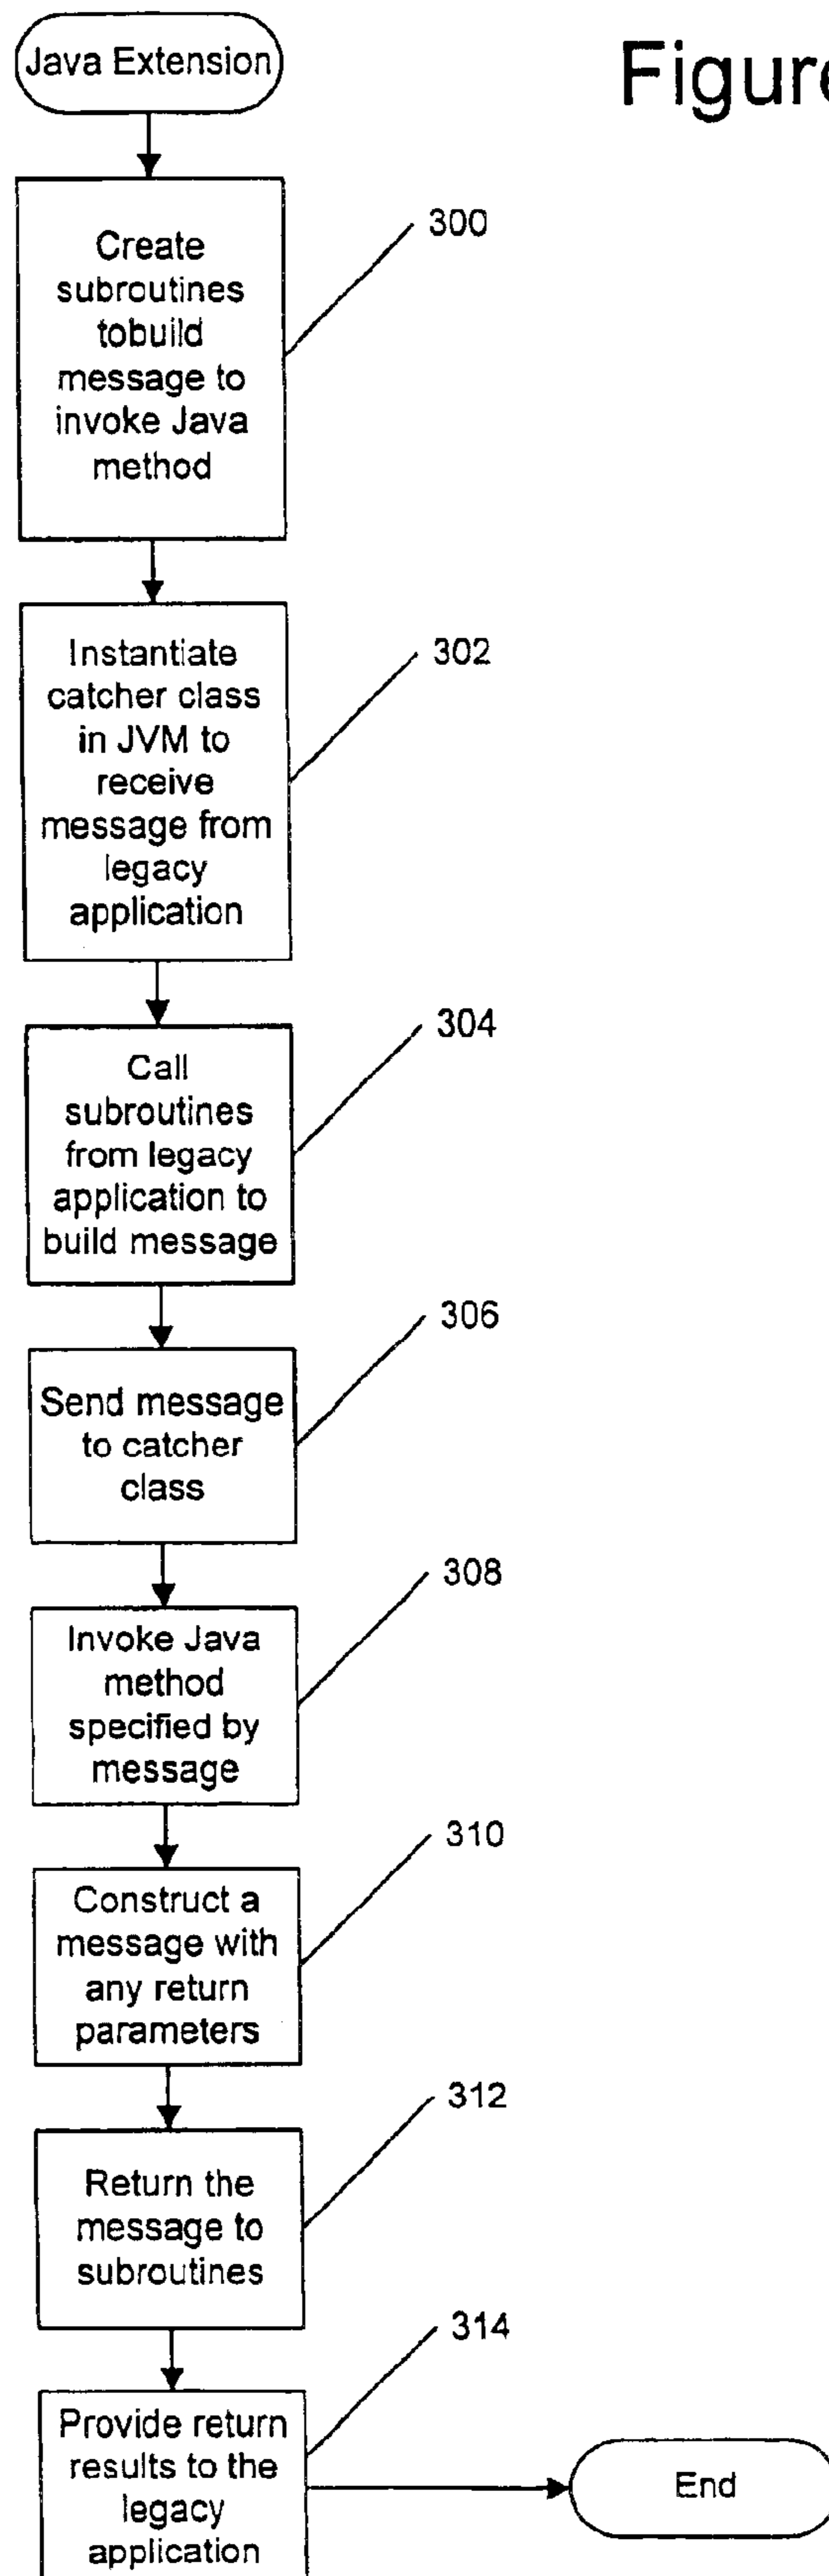 Java Extension
Figure
Create
subroutines
tobuild
message to
invoke Java
method
300
Instantiate
catcher class
in JVM to
receive
message from
legacy
application
302
Call
subroutines
from legacy
application to
build message
304
Send message
to catcher
class
306
Invoke Java
method
specified by
message
308
Construct a
message with
any return
parameters
310
Return the
message to
subroutines
312
Provide return
results to the
legacy
application
314
End